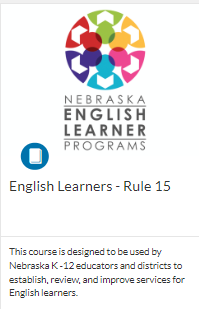 NEBRASKA
ENGLISH
LEARNER
PROGRAMS
English Learners - Rule 15
This course is designed to be used by
Nebraska K -12 educators and districts to
establish, review, and improve services for
English learners.